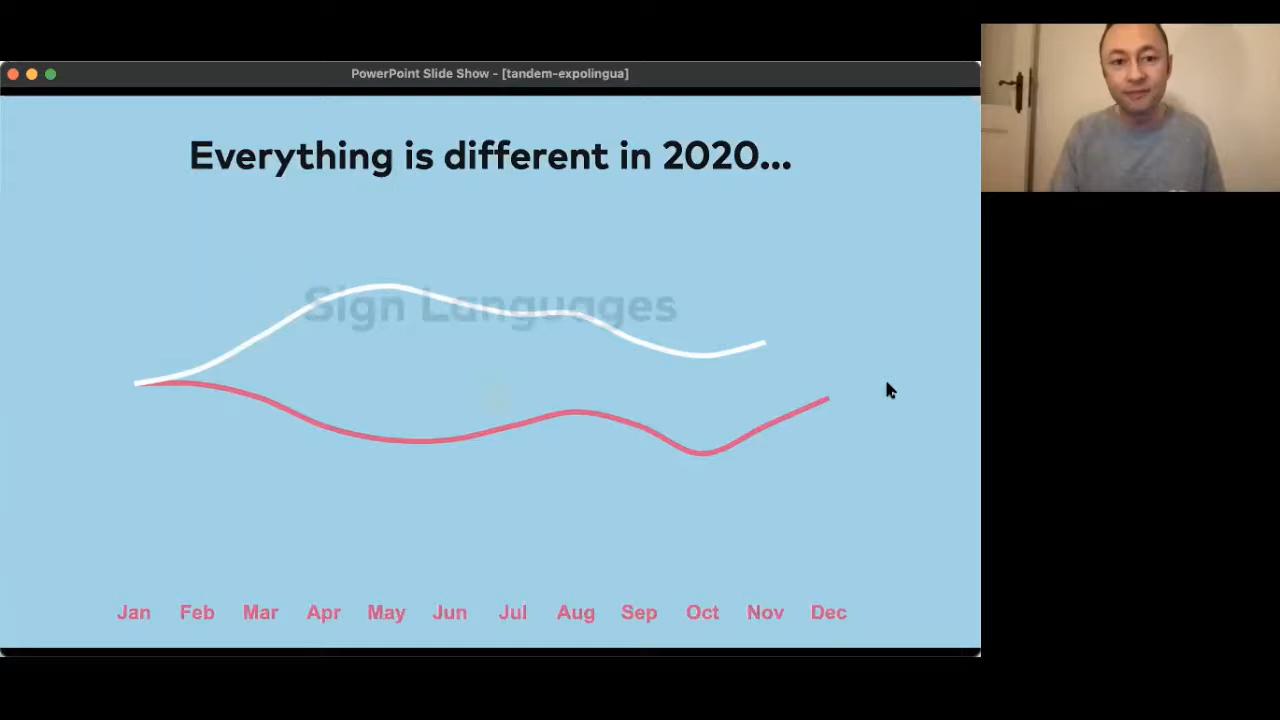 PowerPoint Slide Show - [tandem-expolingua]
Everything is different in 2020...
Sign Languages
Jan Feb Mar Apr May Jun Jul Aug Sep Oct Nov Dec